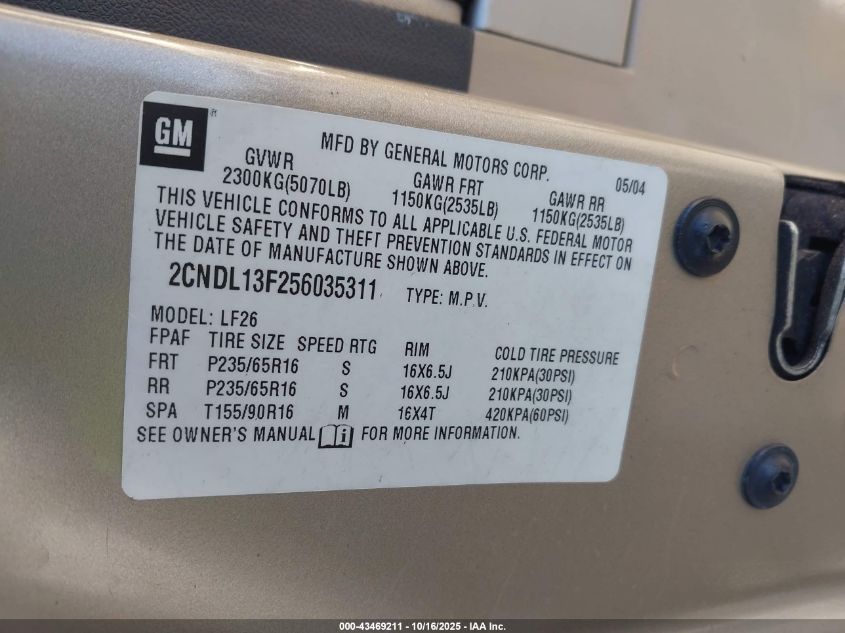 GM
MFD BY GENERAL MOTORS CORP. 05/04
GVWR GAWR FRT GAWR RR
2300KG(5070LB) 1150KG(2535LB) 1150KG(2535LB)
THIS VEHICLE CONFORMS TO ALL APPLICABLE U.S. FEDERAL MOTOR
VEHICLE SAFETY AND THEFT PREVENTION STANDARDS IN EFFECT ON
THE DATE OF MANUFACTURE SHOWN ABOVE.
2CNDL13F256035311 TYPE: M.P.V.
MODEL: LF26
FPAF TIRE SIZE SPEED RTG RIM COLD TIRE PRESSURE
FRT P235/65R16 S 16X6.5J 210KPA(30PSI)
RR P235/65R16 S 16X6.5J 210KPA(30PSI)
SPA T155/90R16 M 16X4T 420KPA(60PSI)
SEE OWNER'S MANUAL i FOR MORE INFORMATION.
000-43469211 - 10/16/2025 - IAA Inc.